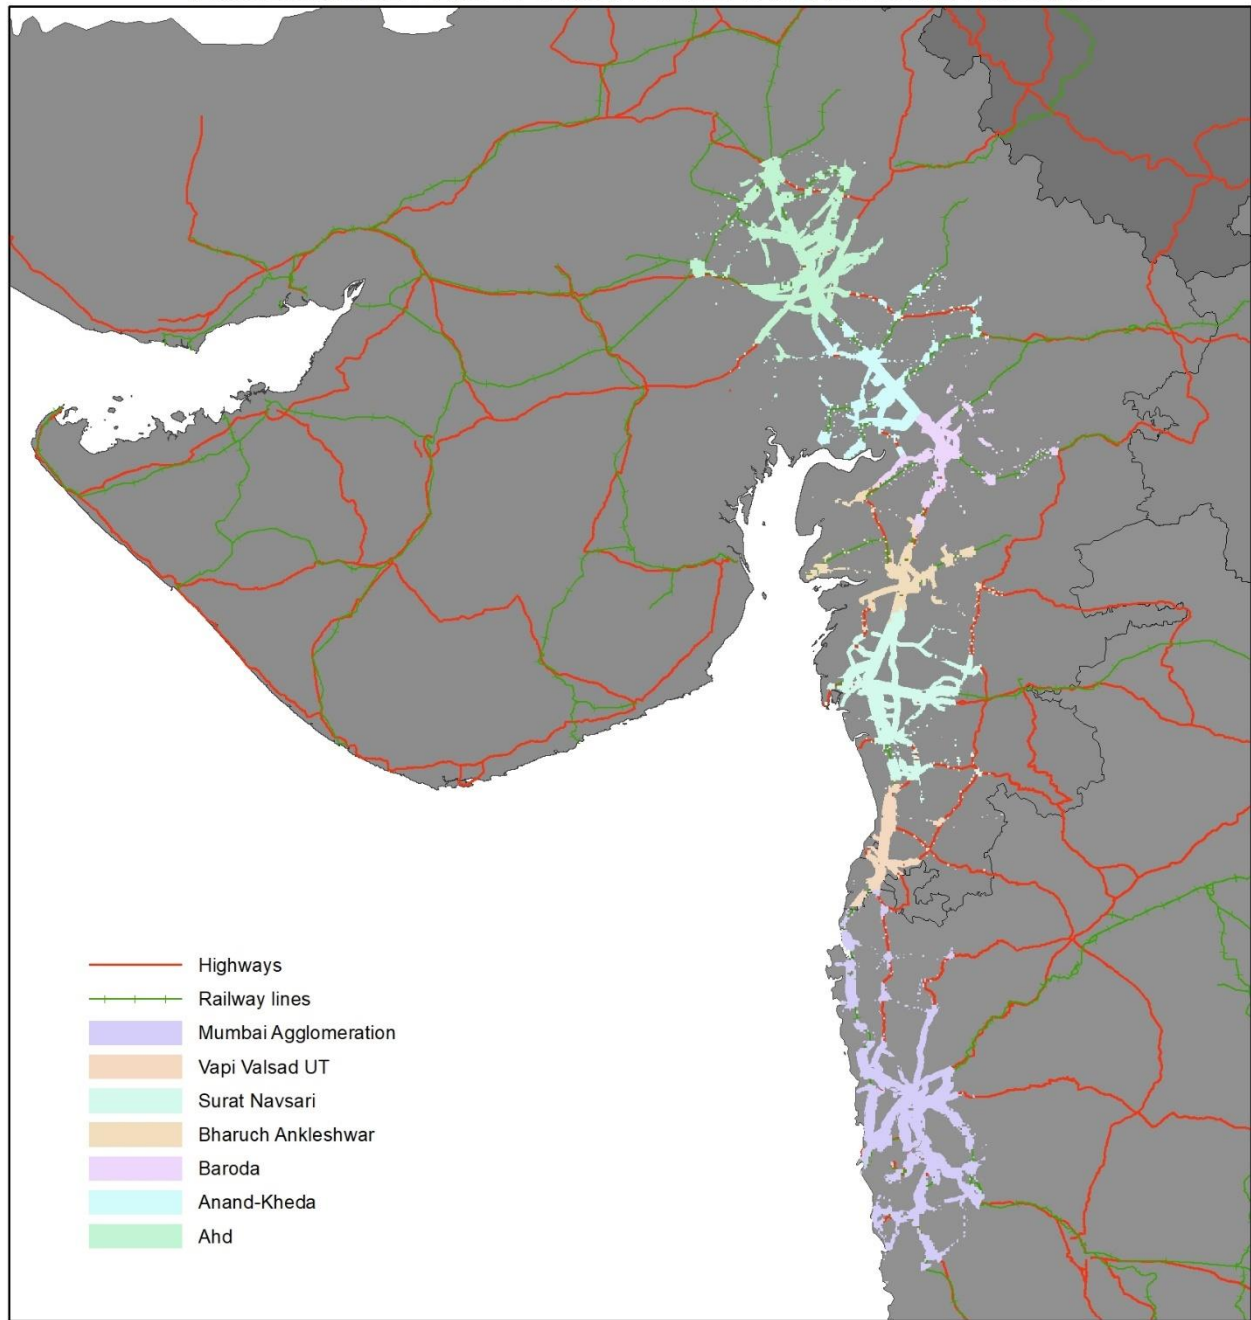 Highways
Railway lines
Mumbai Agglomeration
Vapi Valsad UT
Surat Navsari
Bharuch Ankleshwar
Baroda
Anand-Kheda
Ahd